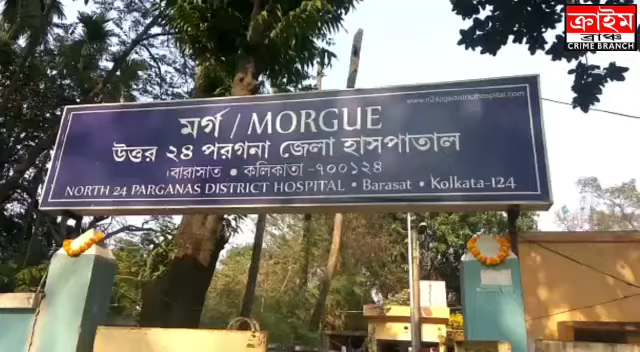 ক্রাইম
ব্রাঞ্চ
CRIME BRANCH
www.n24pgsdistricthospital.com
মর্গ / MORGUE
উত্তর ২৪ পরগনা জেলা হাসপাতাল
বারাসাত • কলিকাতা -৭০০১২৪
NORTH 24 PARGANAS DISTRICT HOSPITAL • Barasat • Kolkata-124